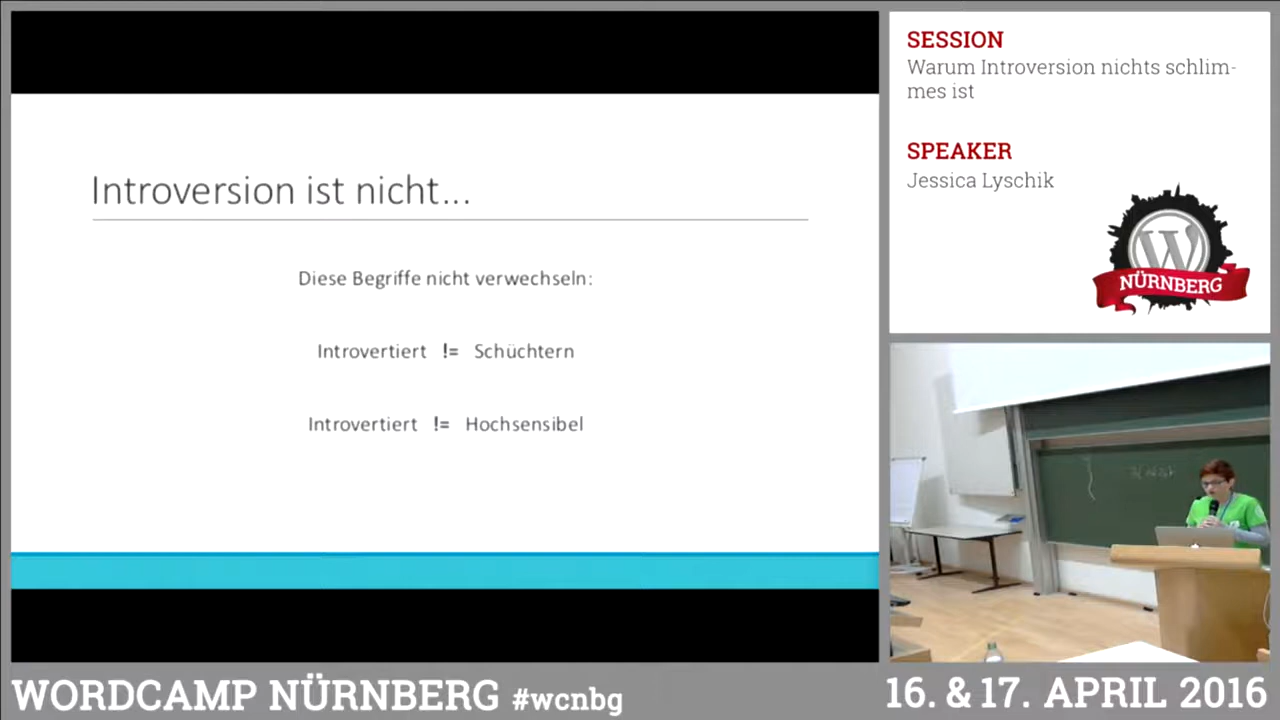 Introversion ist nicht...
Diese Begriffe nicht verwechseln:
Introvertiert != Schüchtern
Introvertiert != Hochsensibel
SESSION
Warum Introversion nichts schlim-
mes ist
SPEAKER
Jessica Lyschik
W
NÜRNBERG
WORDCAMP NÜRNBERG #wcnbg
16. & 17. APRIL 2016